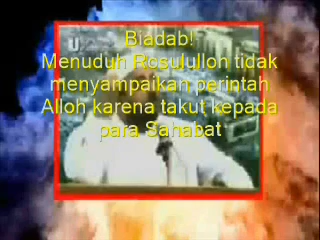 Biadab!
Menuduh Rosulullon tidak
menyampaikan perintah
Alloh karena takut kepada
para Sahabat